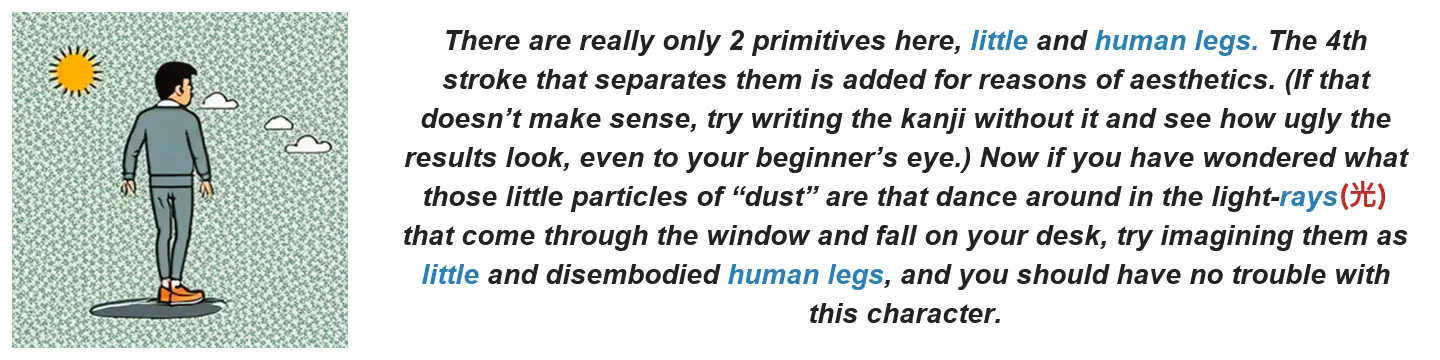 There are really only 2 primitives here, little and human legs. The 4th
stroke that separates them is added for reasons of aesthetics. (If that
doesn’t make sense, try writing the kanji without it and see how ugly the
results look, even to your beginner’s eye.) Now if you have wondered what
those little particles of “dust” are that dance around in the light-rays(光)
that come through the window and fall on your desk, try imagining them as
little and disembodied human legs, and you should have no trouble with
this character.